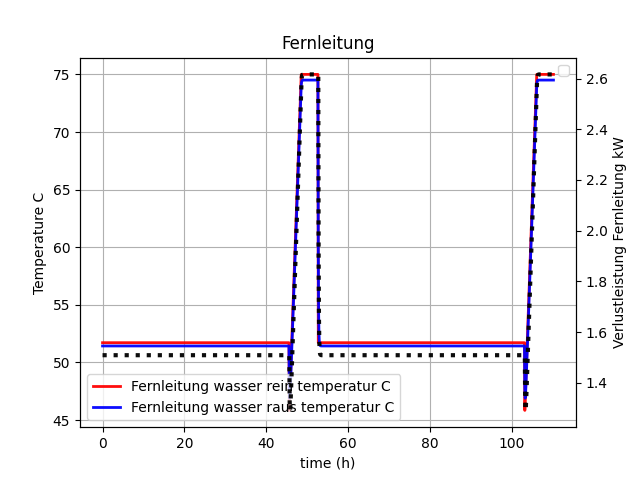 Fernleitung
75
70
65
60
55
50
45
2.6
2.4
2.2
2.0
1.8
1.6
1.4
Temperature C
Verlustleistung Fernleitung kW
Fernleitung wasser rein temperatur C
Fernleitung wasser raus temperatur C
0 20 40 60 80 100
time (h)